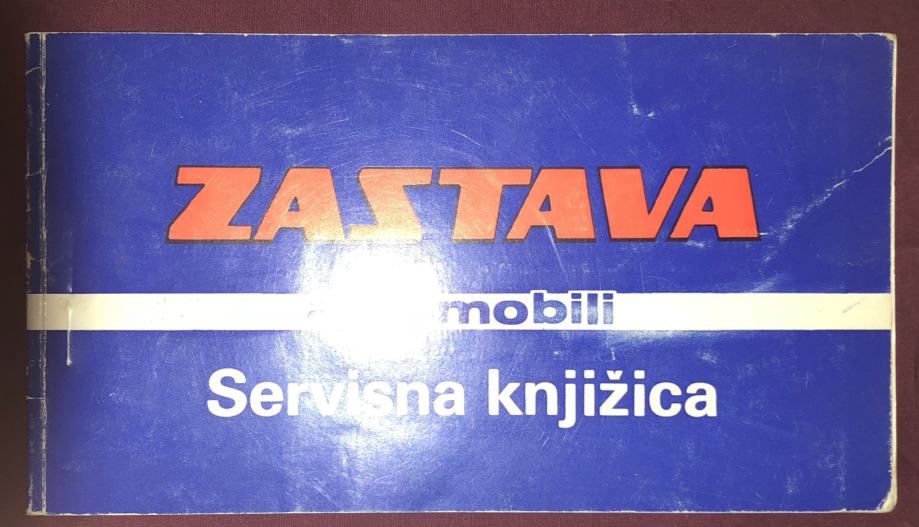 ZASTAVA
mobili
Servisna knjižica